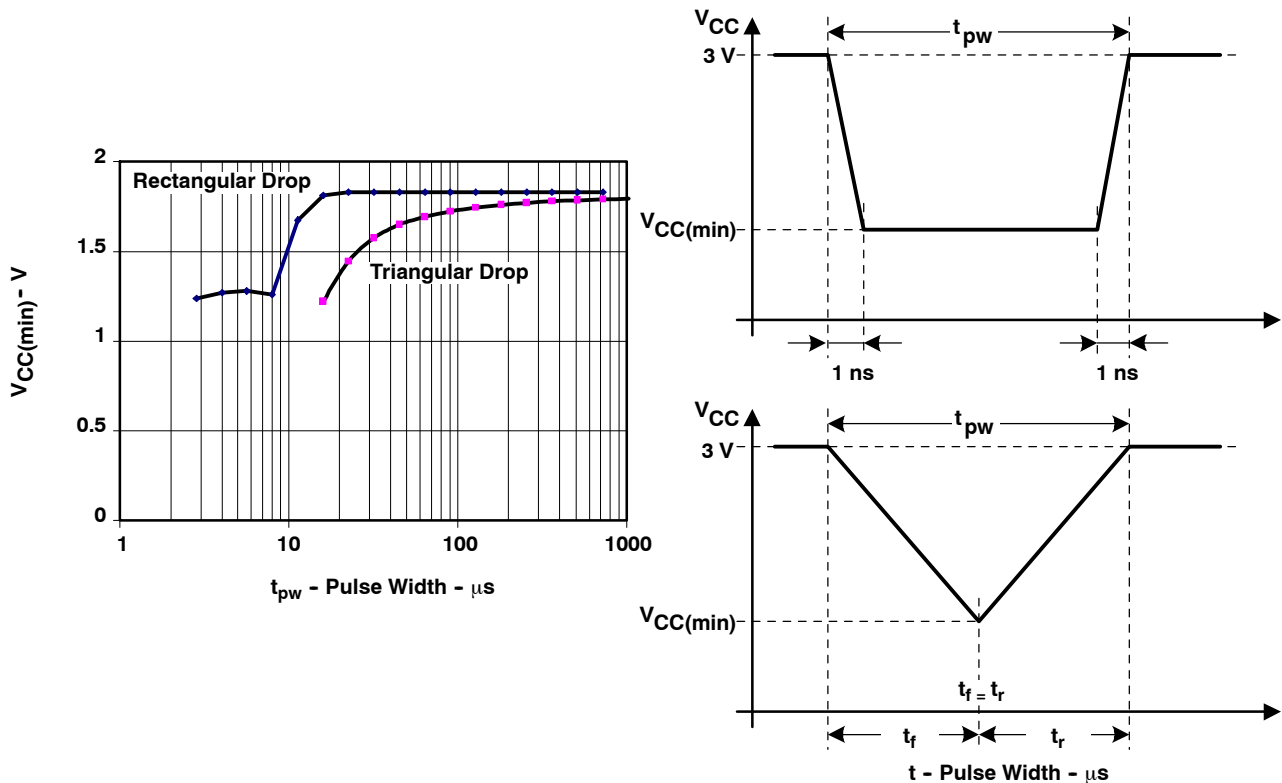 2
1.5
1
0.5
0
1
10
100
1000
Rectangular Drop
Triangular Drop
VCC(min) - V
tpw - Pulse Width - μs
VCC
3 V
VCC(min)
tpw
1 ns
1 ns
VCC
3 V
VCC(min)
tpw
tf = tr
tf
tr
t - Pulse Width - μs